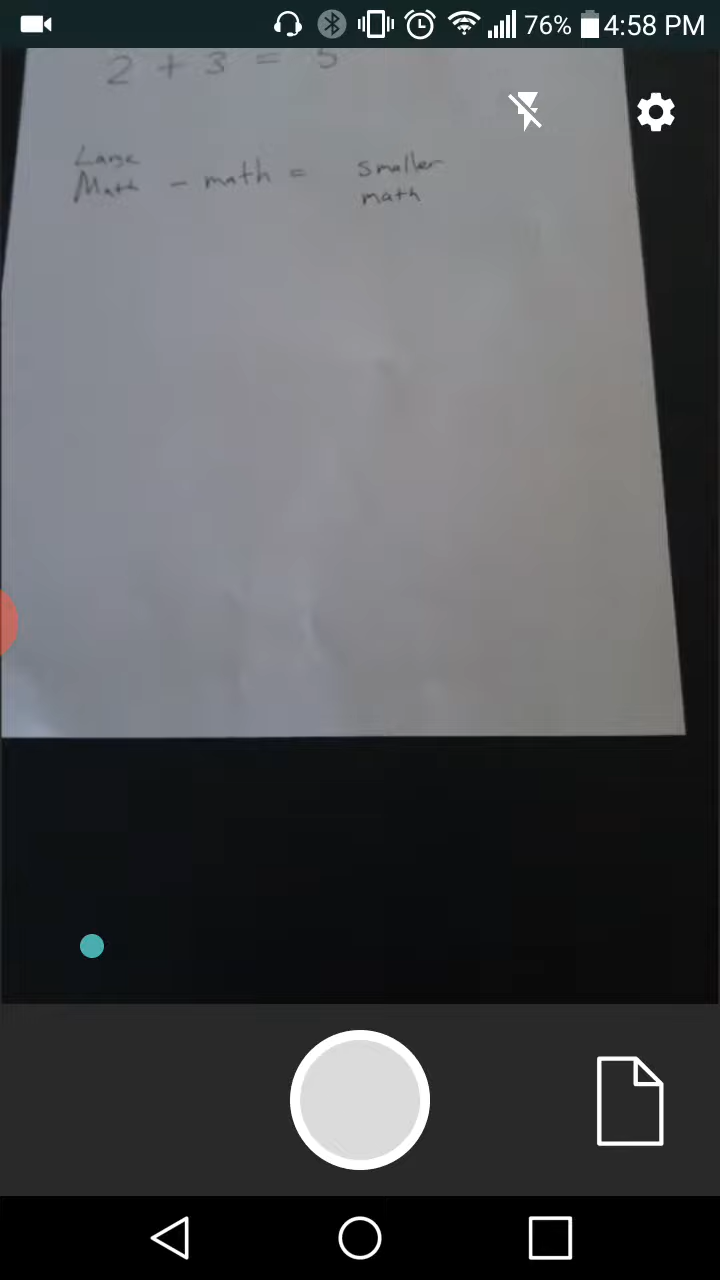 76% 4:58 PM
2 + 3 = 5
Large
Math - math = smaller
math